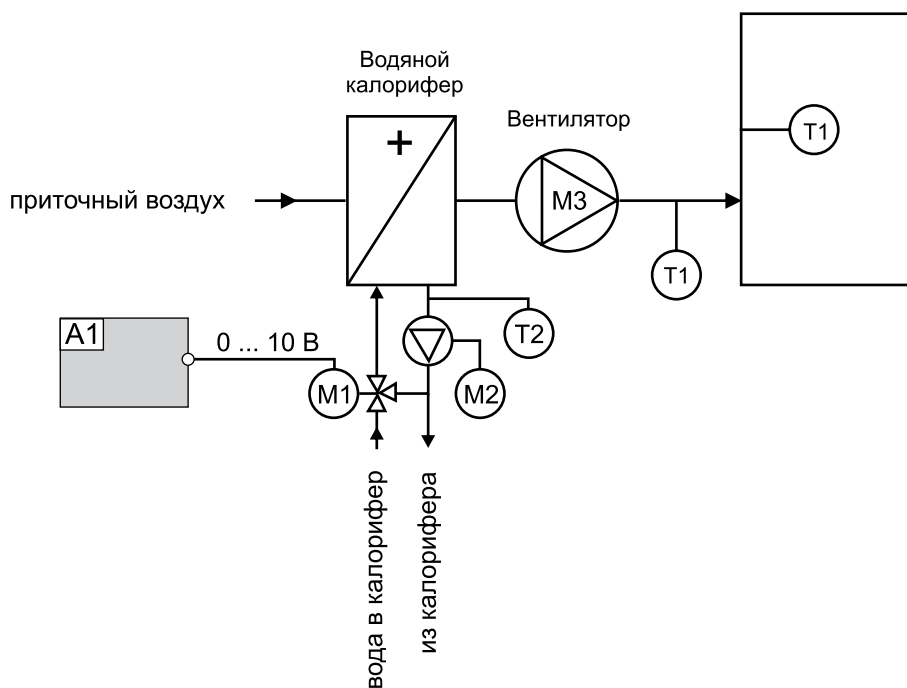 Водяной
калорифер
Вентилятор
T1
+
приточный воздух
M3
T1
A1
0 ... 10 В
T2
M1
M2
вода в калорифер
из калорифера